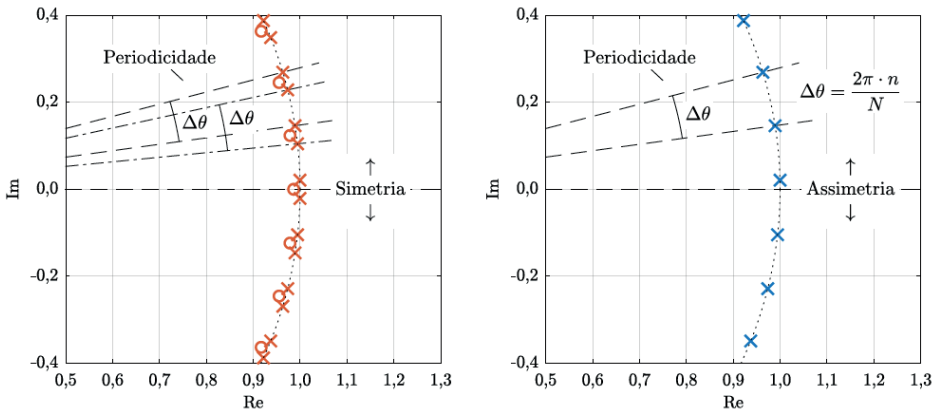 0,4
0,2
0,0
-0,2
-0,4
Im
Periodicidade
Δθ
Δθ
Simetria
0,5 0,6 0,7 0,8 0,9 1,0 1,1 1,2 1,3
Re
0,4
0,2
0,0
-0,2
-0,4
Im
Periodicidade
Δθ = 2π · n / N
Δθ
Assimetria
0,5 0,6 0,7 0,8 0,9 1,0 1,1 1,2 1,3
Re